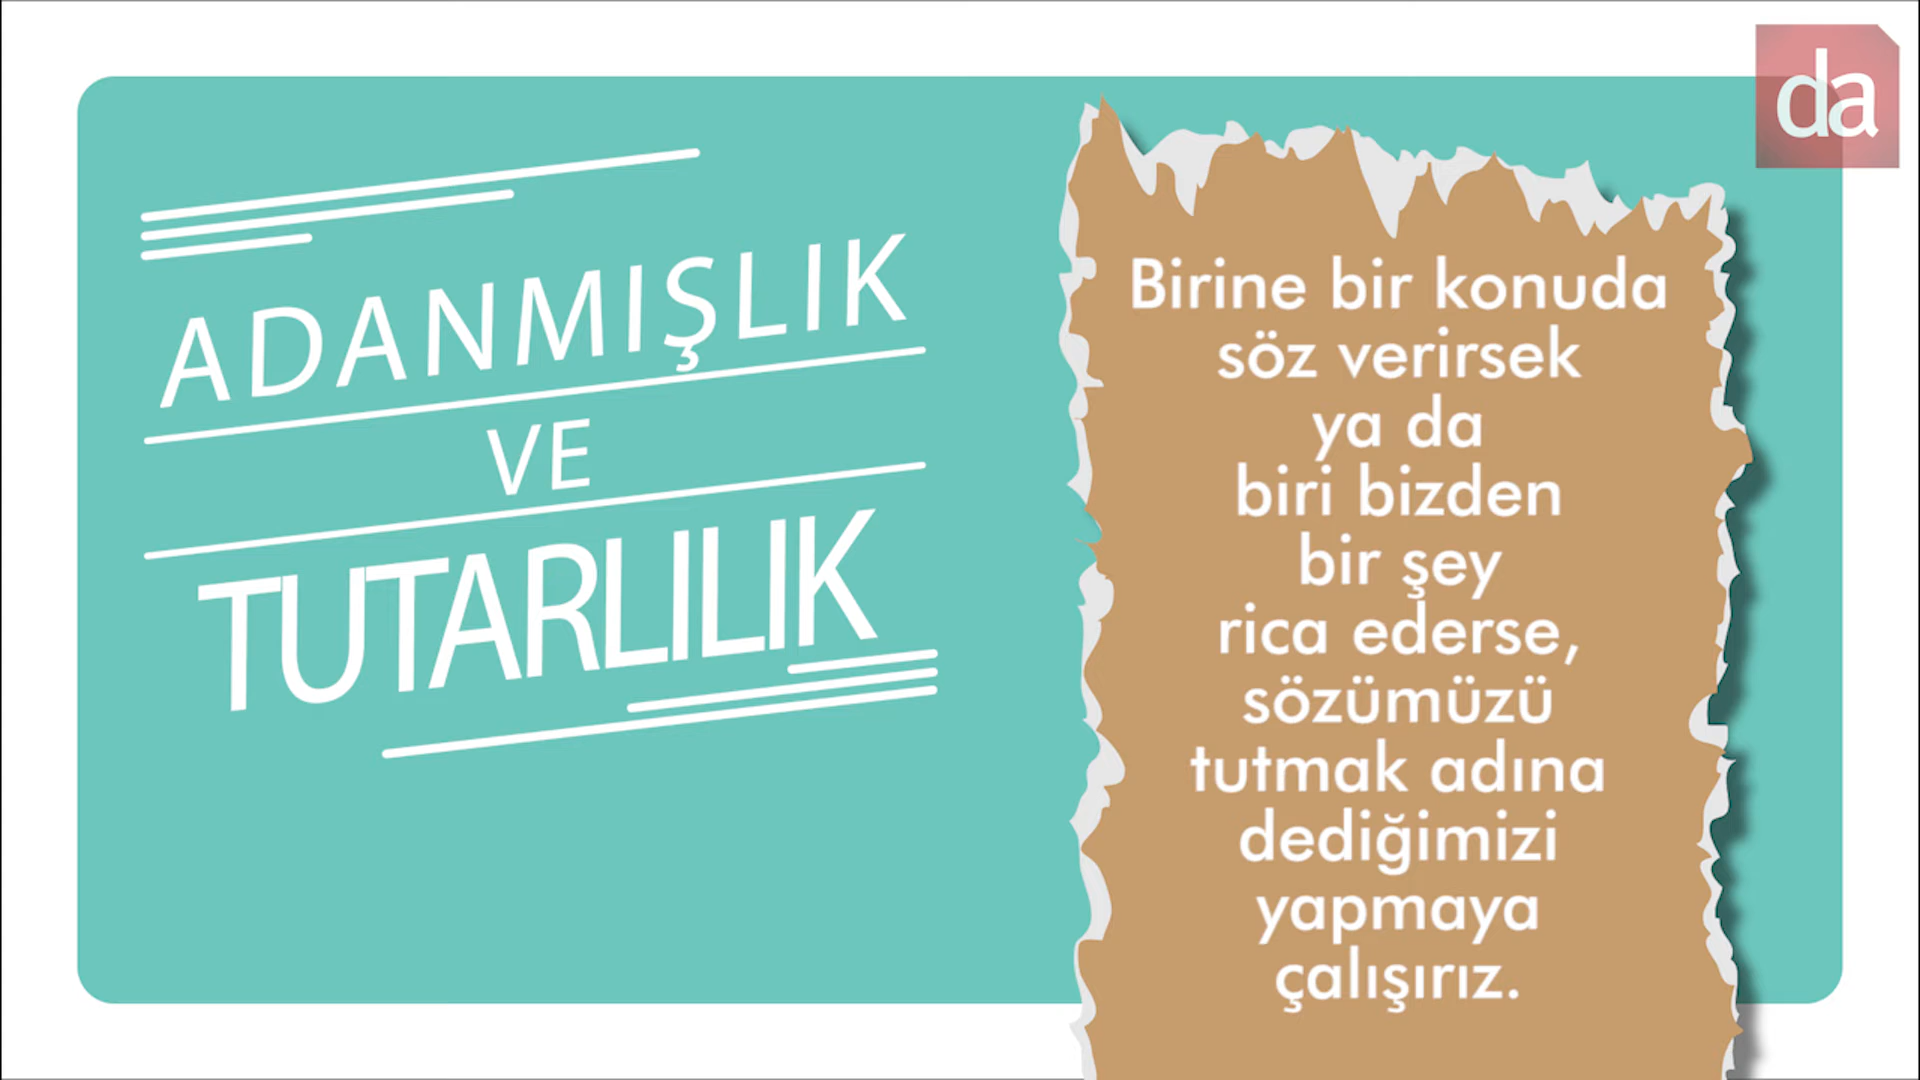 ADANMIŞLIK
VE
TUTARLILIK
Birine bir konuda
söz verirsek
ya da
biri bizden
bir şey
rica ederse,
sözümüzü
tutmak adına
dediğimizi
yapmaya
çalışırız.
da